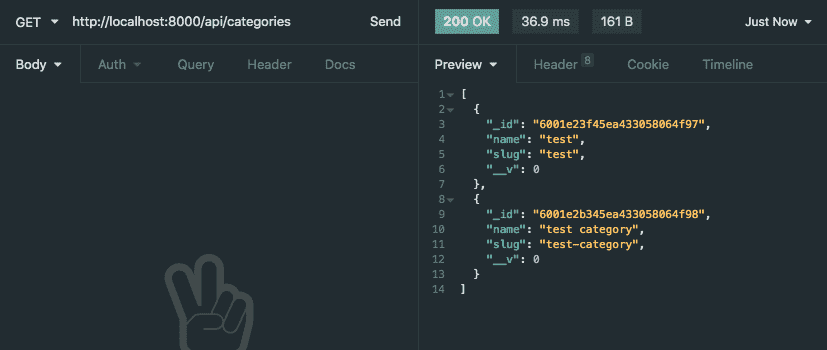 GET http://localhost:8000/api/categories Send 200 OK 36.9 ms 161 B Just Now
Body Auth Query Header Docs Preview Header 8 Cookie Timeline
1 [
2 {
3 "_id": "6001e23f45ea433058064f97",
4 "name": "test",
5 "slug": "test",
6 "__v": 0
7 },
8 {
9 "_id": "6001e2b345ea433058064f98",
10 "name": "test category",
11 "slug": "test-category",
12 "__v": 0
13 }
14 ]